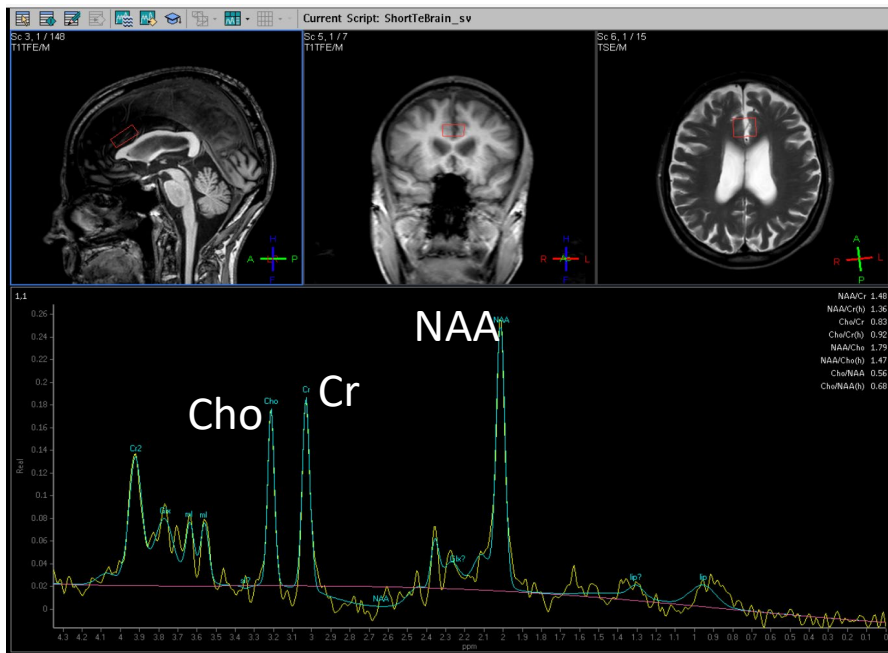 Current Script: ShortTeBrain_sv
Sc 3, 1 / 148
T1TFE/M
Sc 5, 1 / 7
T1TFE/M
Sc 6, 1 / 15
TSE/M
H
A P
F
H
R L
F
A
R L
P
1,1
NAA/Cr 1.48
NAA/Cr(h) 1.36
Cho/Cr 0.83
Cho/Cr(h) 0.92
NAA/Cho 1.79
NAA/Cho(h) 1.47
Cho/NAA 0.56
Cho/NAA(h) 0.68
NAA
NAA
Cho
Cho
Cr
Cr
Cr2
Glx
mI
mI
NAA
Glx?
lip?
lip
Real
0.26
0.24
0.22
0.2
0.18
0.16
0.14
0.12
0.1
0.08
0.06
0.04
0.02
0
4.3 4.2 4.1 4 3.9 3.8 3.7 3.6 3.5 3.4 3.3 3.2 3.1 3 2.9 2.8 2.7 2.6 2.5 2.4 2.3 2.2 2.1 2 1.9 1.8 1.7 1.6 1.5 1.4 1.3 1.2 1.1 1 0.9 0.8 0.7 0.6 0.5 0.4 0.3 0.2 0.1 0
ppm